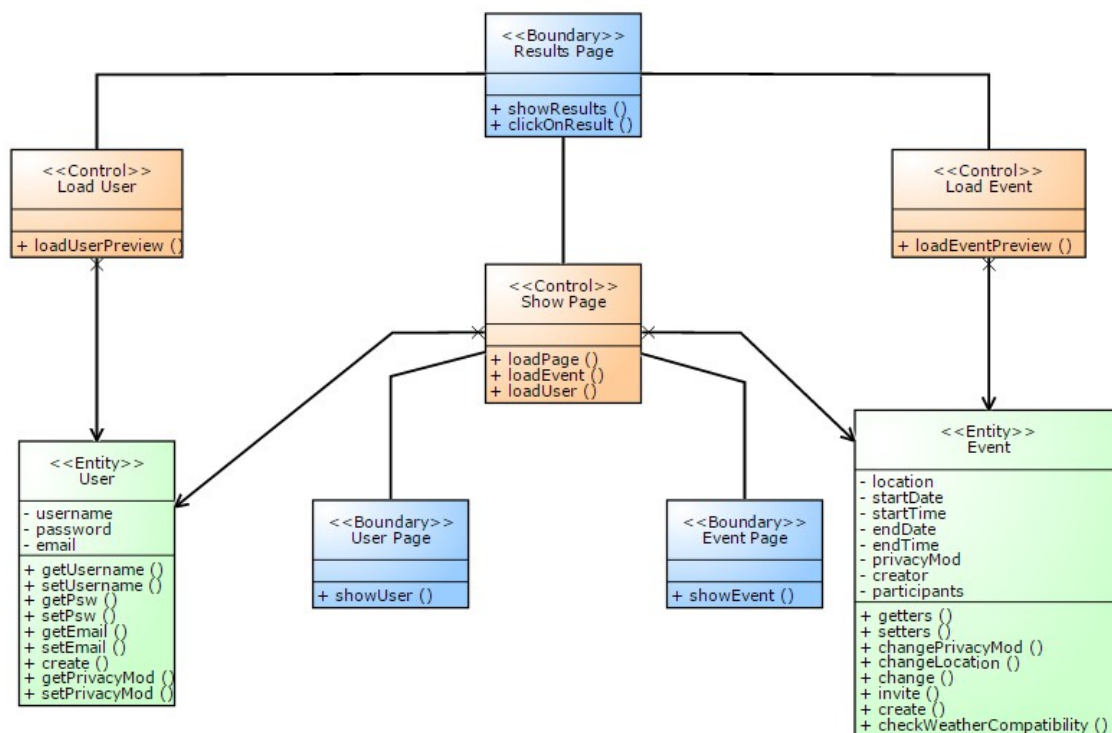 <<Boundary>>
Results Page
+ showResults ()
+ clickOnResult ()
<<Control>>
Load User
+ loadUserPreview ()
<<Control>>
Load Event
+ loadEventPreview ()
<<Control>>
Show Page
+ loadPage ()
+ loadEvent ()
+ loadUser ()
<<Entity>>
User
- username
- password
- email
+ getUsername ()
+ setUsername ()
+ getPsw ()
+ setPsw ()
+ getEmail ()
+ setEmail ()
+ create ()
+ getPrivacyMod ()
+ setPrivacyMod ()
<<Boundary>>
User Page
+ showUser ()
<<Boundary>>
Event Page
+ showEvent ()
<<Entity>>
Event
- location
- startDate
- startTime
- endDate
- endTime
- privacyMod
- creator
- participants
+ getters ()
+ setters ()
+ changePrivacyMod ()
+ changeLocation ()
+ change ()
+ invite ()
+ create ()
+ checkWeatherCompatibility ()